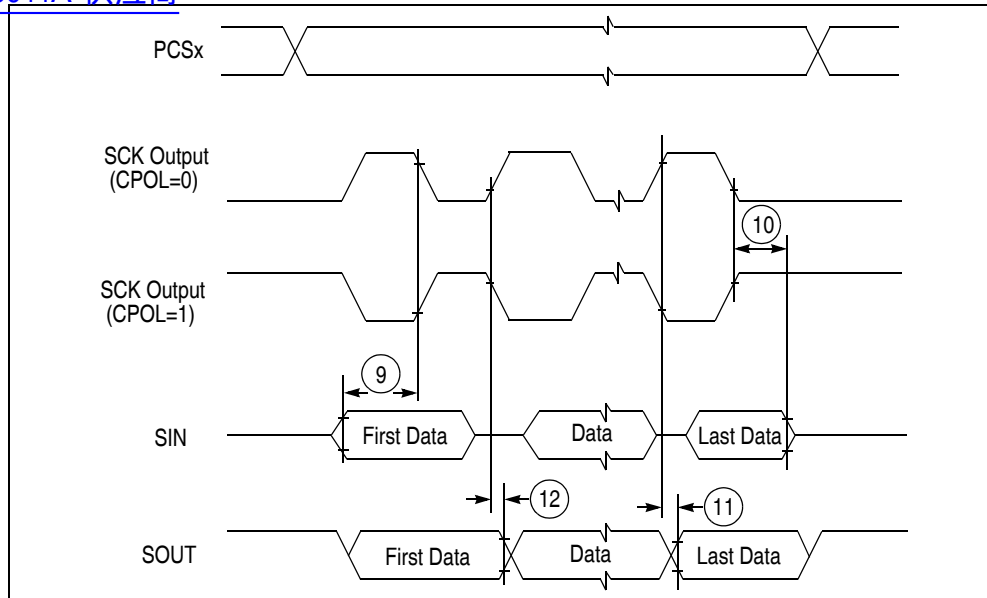 PCSx
SCK Output
(CPOL=0)
10
SCK Output
(CPOL=1)
9
SIN
First Data
Data
Last Data
12
11
SOUT
First Data
Data
Last Data